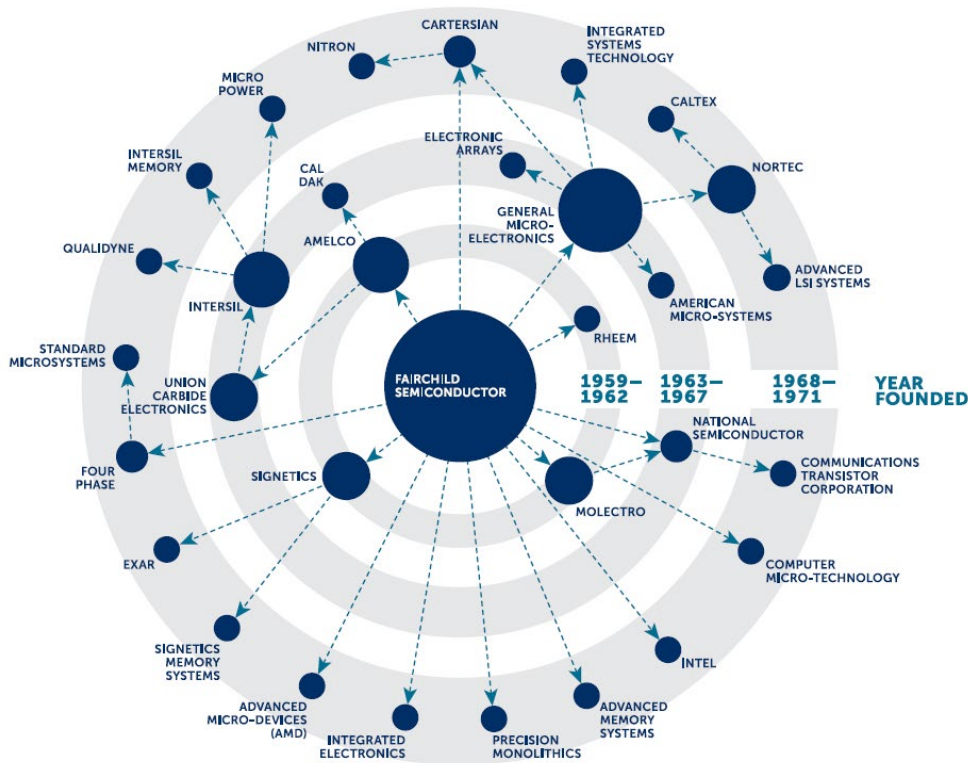 CARTERSIAN
NITRON
INTEGRATED
SYSTEMS
TECHNOLOGY
MICRO
POWER
CALTEX
ELECTRONIC
ARRAYS
INTERSIL
MEMORY
CAL
DAK
NORTEC
GENERAL
MICRO-
ELECTRONICS
AMELCO
QUALIDYNE
ADVANCED
LSI SYSTEMS
INTERSIL
AMERICAN
MICRO-SYSTEMS
RHEEM
STANDARD
MICROSYSTEMS
UNION
CARBIDE
ELECTRONICS
FAIRCHILD
SEMICONDUCTOR
1959–
1962
1963–
1967
1968–
1971
YEAR
FOUNDED
NATIONAL
SEMICONDUCTOR
FOUR
PHASE
SIGNETICS
COMMUNICATIONS
TRANSISTOR
CORPORATION
MOLECTRO
EXAR
COMPUTER
MICRO-TECHNOLOGY
SIGNETICS
MEMORY
SYSTEMS
INTEL
ADVANCED
MICRO-DEVICES
(AMD)
INTEGRATED
ELECTRONICS
PRECISION
MONOLITHICS
ADVANCED
MEMORY
SYSTEMS